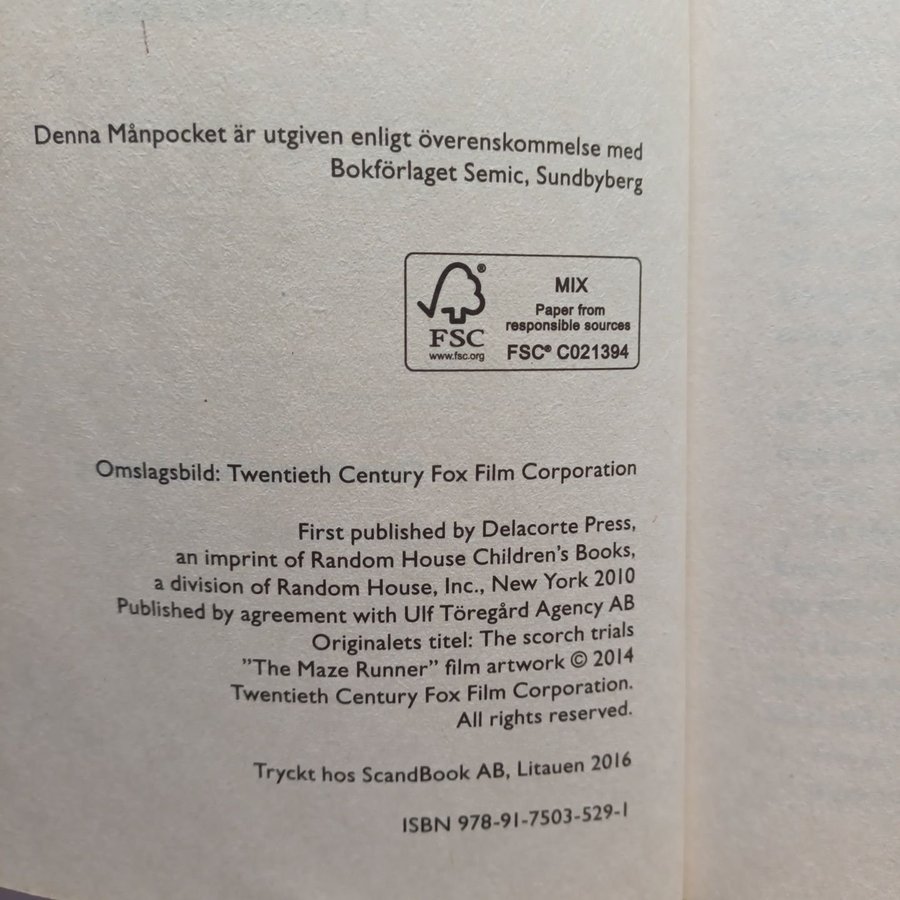 Denna Månpocket är utgiven enligt överenskommelse med
Bokförlaget Semic, Sundbyberg
FSC
www.fsc.org
®
MIX
Paper from
responsible sources
FSC® C021394
Omslagsbild: Twentieth Century Fox Film Corporation
First published by Delacorte Press,
an imprint of Random House Children's Books,
a division of Random House, Inc., New York 2010
Published by agreement with Ulf Töregård Agency AB
Originalets titel: The scorch trials
”The Maze Runner” film artwork © 2014
Twentieth Century Fox Film Corporation.
All rights reserved.
Tryckt hos ScandBook AB, Litauen 2016
ISBN 978-91-7503-529-1